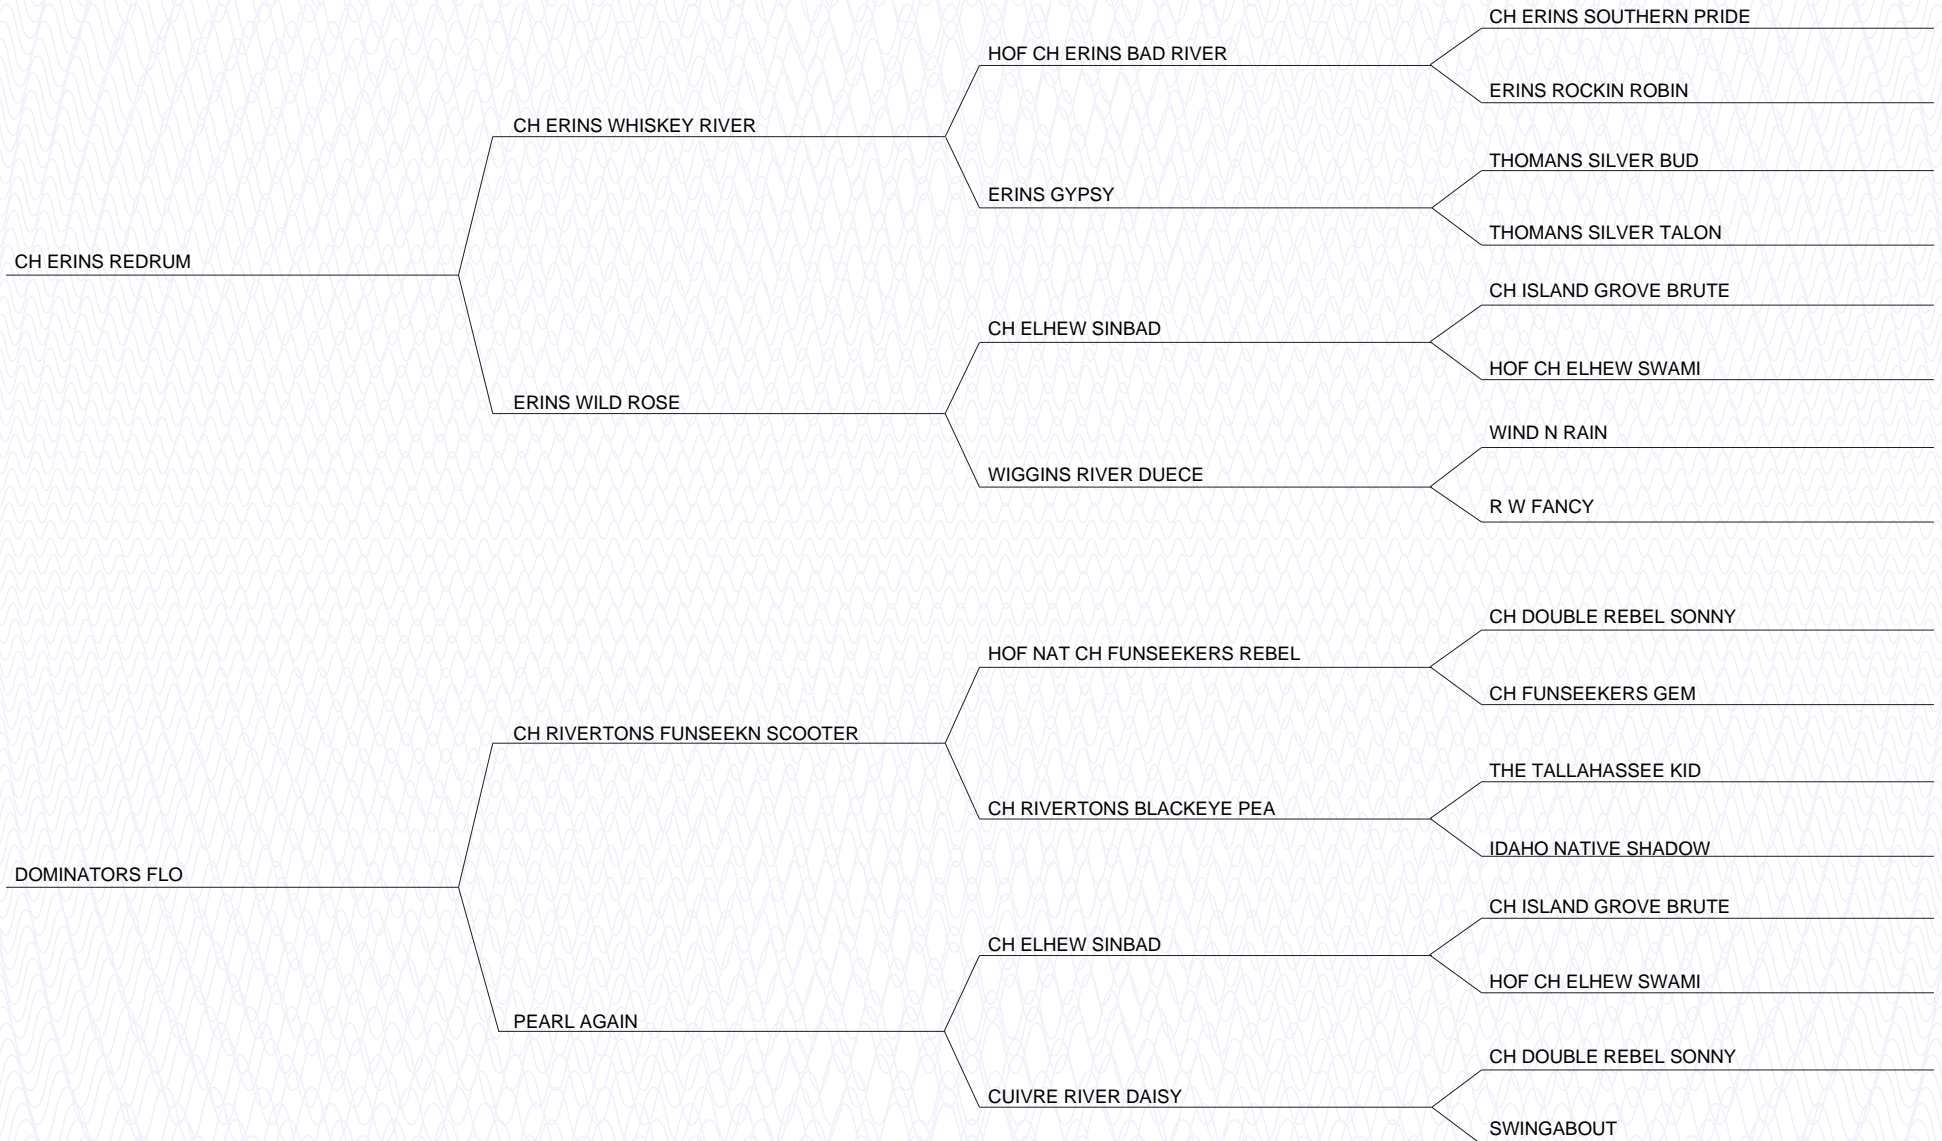 CH ERINS SOUTHERN PRIDE
HOF CH ERINS BAD RIVER
ERINS ROCKIN ROBIN
CH ERINS WHISKEY RIVER
THOMANS SILVER BUD
ERINS GYPSY
THOMANS SILVER TALON
CH ERINS REDRUM
CH ISLAND GROVE BRUTE
CH ELHEW SINBAD
HOF CH ELHEW SWAMI
ERINS WILD ROSE
WIND N RAIN
WIGGINS RIVER DUECE
R W FANCY
CH DOUBLE REBEL SONNY
HOF NAT CH FUNSEEKERS REBEL
CH FUNSEEKERS GEM
CH RIVERTONS FUNSEEKN SCOOTER
THE TALLAHASSEE KID
CH RIVERTONS BLACKEYE PEA
IDAHO NATIVE SHADOW
DOMINATORS FLO
CH ISLAND GROVE BRUTE
CH ELHEW SINBAD
HOF CH ELHEW SWAMI
PEARL AGAIN
CH DOUBLE REBEL SONNY
CUIVRE RIVER DAISY
SWINGABOUT